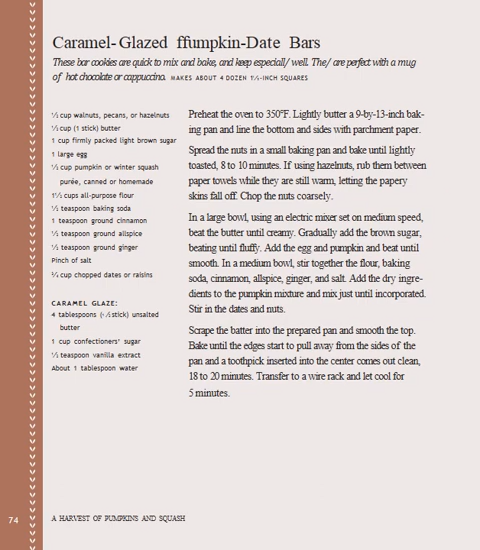 Caramel-Glazed ffumpkin-Date Bars
These bar cookies are quick to mix and bake, and keep especial/ well. The/ are perfect with a mug
of hot chocolate or cappuccino. MAKES ABOUT 4 DOZEN 1½-INCH SQUARES
½ cup walnuts, pecans, or hazelnuts
½ cup (1 stick) butter
1 cup firmly packed light brown sugar
1 large egg
½ cup pumpkin or winter squash
purée, canned or homemade
1½ cups all-purpose flour
½ teaspoon baking soda
1 teaspoon ground cinnamon
½ teaspoon ground allspice
½ teaspoon ground ginger
Pinch of salt
¾ cup chopped dates or raisins
CARAMEL GLAZE:
4 tablespoons (½ stick) unsalted
butter
1 cup confectioners' sugar
½ teaspoon vanilla extract
About 1 tablespoon water
Preheat the oven to 350°F. Lightly butter a 9-by-13-inch bak-
ing pan and line the bottom and sides with parchment paper.
Spread the nuts in a small baking pan and bake until lightly
toasted, 8 to 10 minutes. If using hazelnuts, rub them between
paper towels while they are still warm, letting the papery
skins fall off. Chop the nuts coarsely.
In a large bowl, using an electric mixer set on medium speed,
beat the butter until creamy. Gradually add the brown sugar,
beating until fluffy. Add the egg and pumpkin and beat until
smooth. In a medium bowl, stir together the flour, baking
soda, cinnamon, allspice, ginger, and salt. Add the dry ingre-
dients to the pumpkin mixture and mix just until incorporated.
Stir in the dates and nuts.
Scrape the batter into the prepared pan and smooth the top.
Bake until the edges start to pull away from the sides of the
pan and a toothpick inserted into the center comes out clean,
18 to 20 minutes. Transfer to a wire rack and let cool for
5 minutes.
74 A HARVEST OF PUMPKINS AND SQUASH